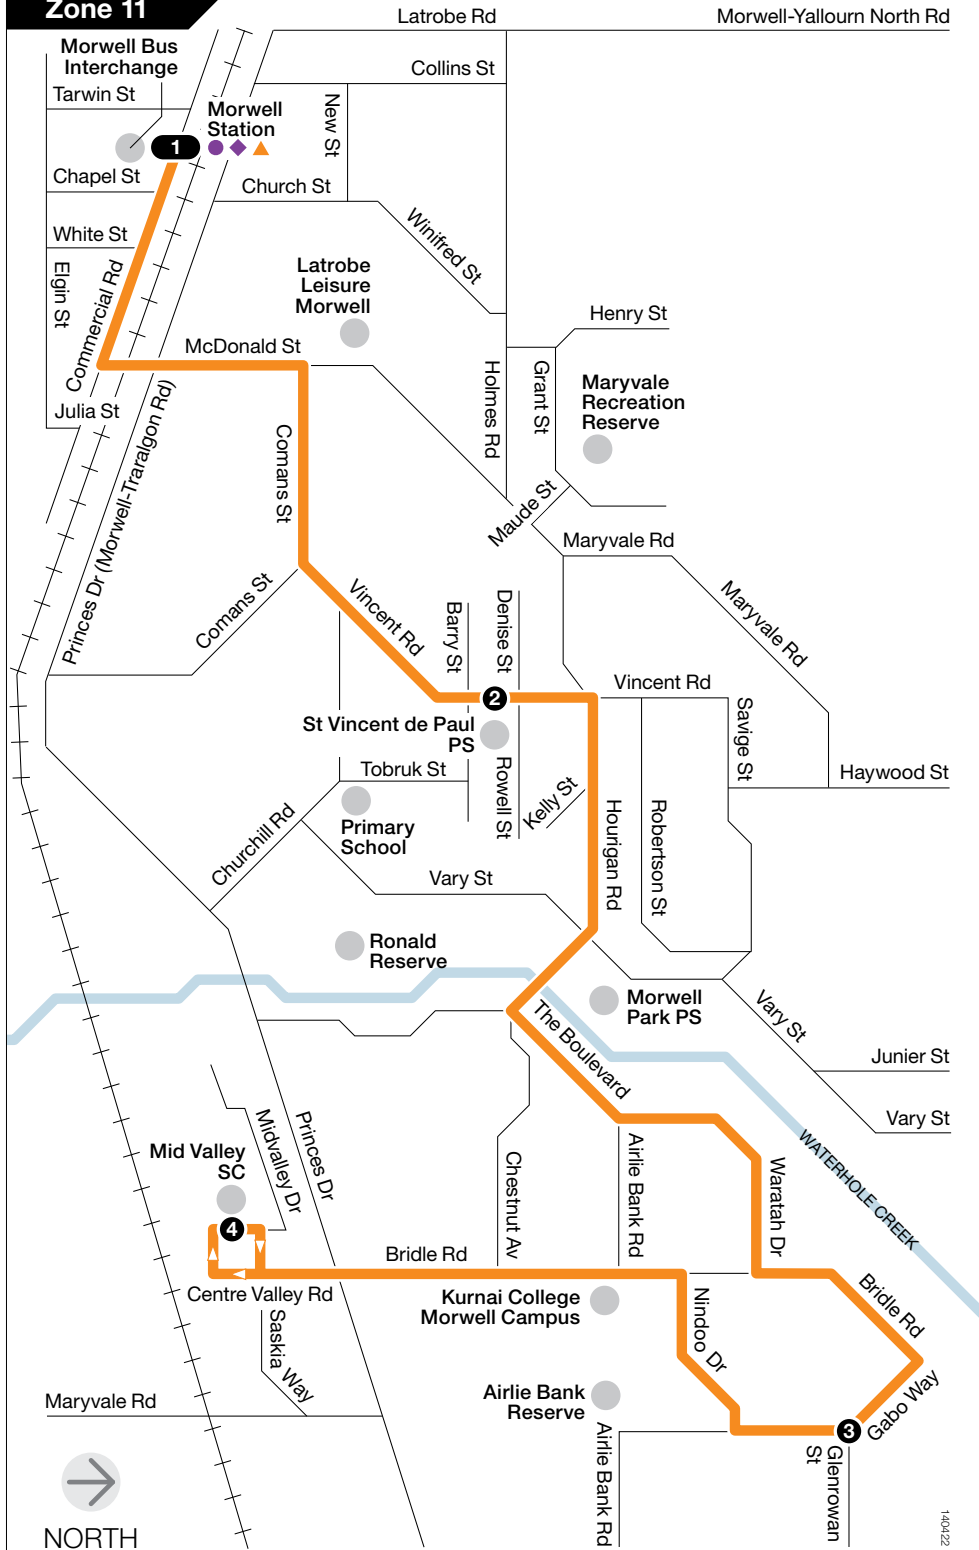 Zone 11
Latrobe Rd
Morwell-Yallourn North Rd
Morwell Bus
Interchange
Collins St
Tarwin St
Morwell
Station
New St
1
Chapel St
Church St
White St
Winifred St
Elgin St
Commercial Rd
Latrobe
Leisure
Morwell
Henry St
McDonald St
Holmes Rd
Grant St
Maryvale
Recreation
Reserve
Julia St
Princes Dr (Morwell-Traralgon Rd)
Comans St
Maude St
Maryvale Rd
Comans St
Vincent Rd
Barry St
Denise St
Maryvale Rd
Vincent Rd
2
St Vincent de Paul
PS
Savige St
Tobruk St
Rowell St
Kelly St
Haywood St
Churchill Rd
Primary
School
Hourigan Rd
Robertson St
Vary St
Ronald
Reserve
Morwell
Park PS
The Boulevard
Vary St
Junier St
Vary St
Midvalley Dr
Princes Dr
Mid Valley
SC
Chestnut Av
Airlie Bank Rd
Waratah Dr
WATERHOLE CREEK
4
Bridle Rd
Centre Valley Rd
Kurnai College
Morwell Campus
Nindoo Dr
Bridle Rd
Saskia Way
Maryvale Rd
Airlie Bank
Reserve
Airlie Bank Rd
3
Gabo Way
Glenrowan
St
NORTH
140422